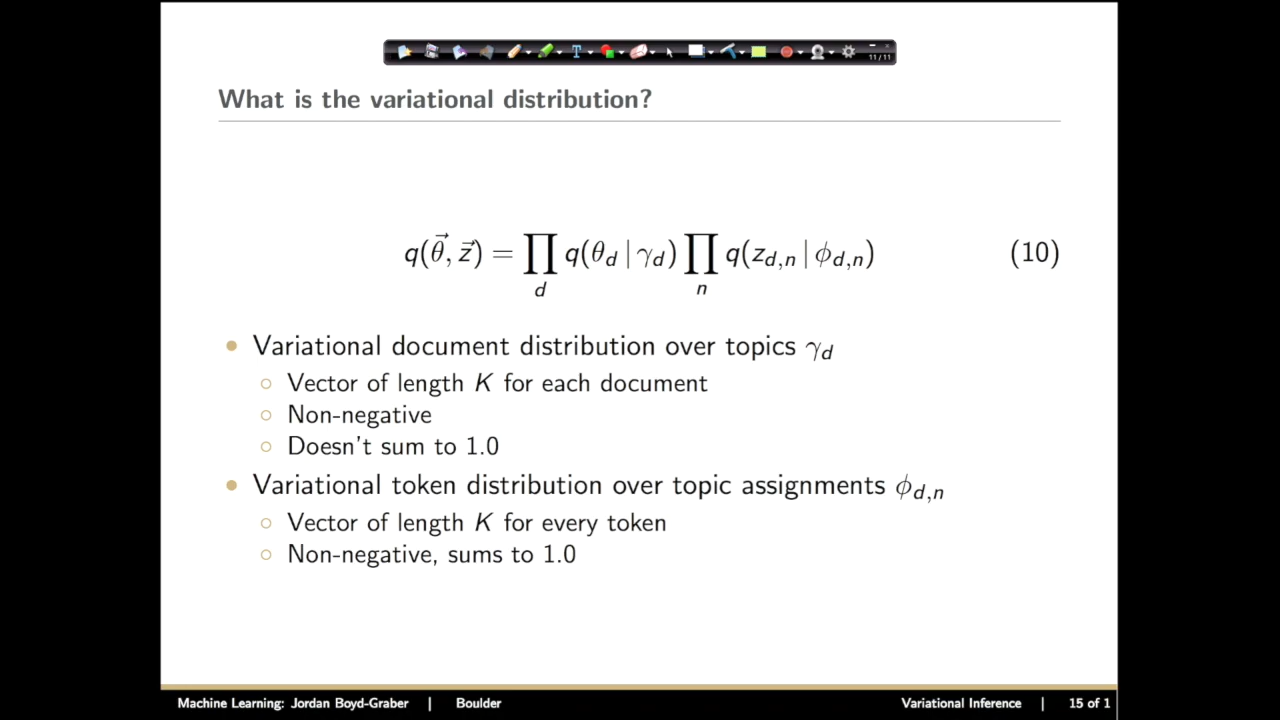 11/11
What is the variational distribution?
q(θ⃗, z⃗) = ∏_d q(θ_d | γ_d) ∏_n q(z_{d,n} | ϕ_{d,n}) (10)
• Variational document distribution over topics γ_d
○ Vector of length K for each document
○ Non-negative
○ Doesn't sum to 1.0
• Variational token distribution over topic assignments ϕ_{d,n}
○ Vector of length K for every token
○ Non-negative, sums to 1.0
Machine Learning: Jordan Boyd-Graber | Boulder Variational Inference | 15 of 1